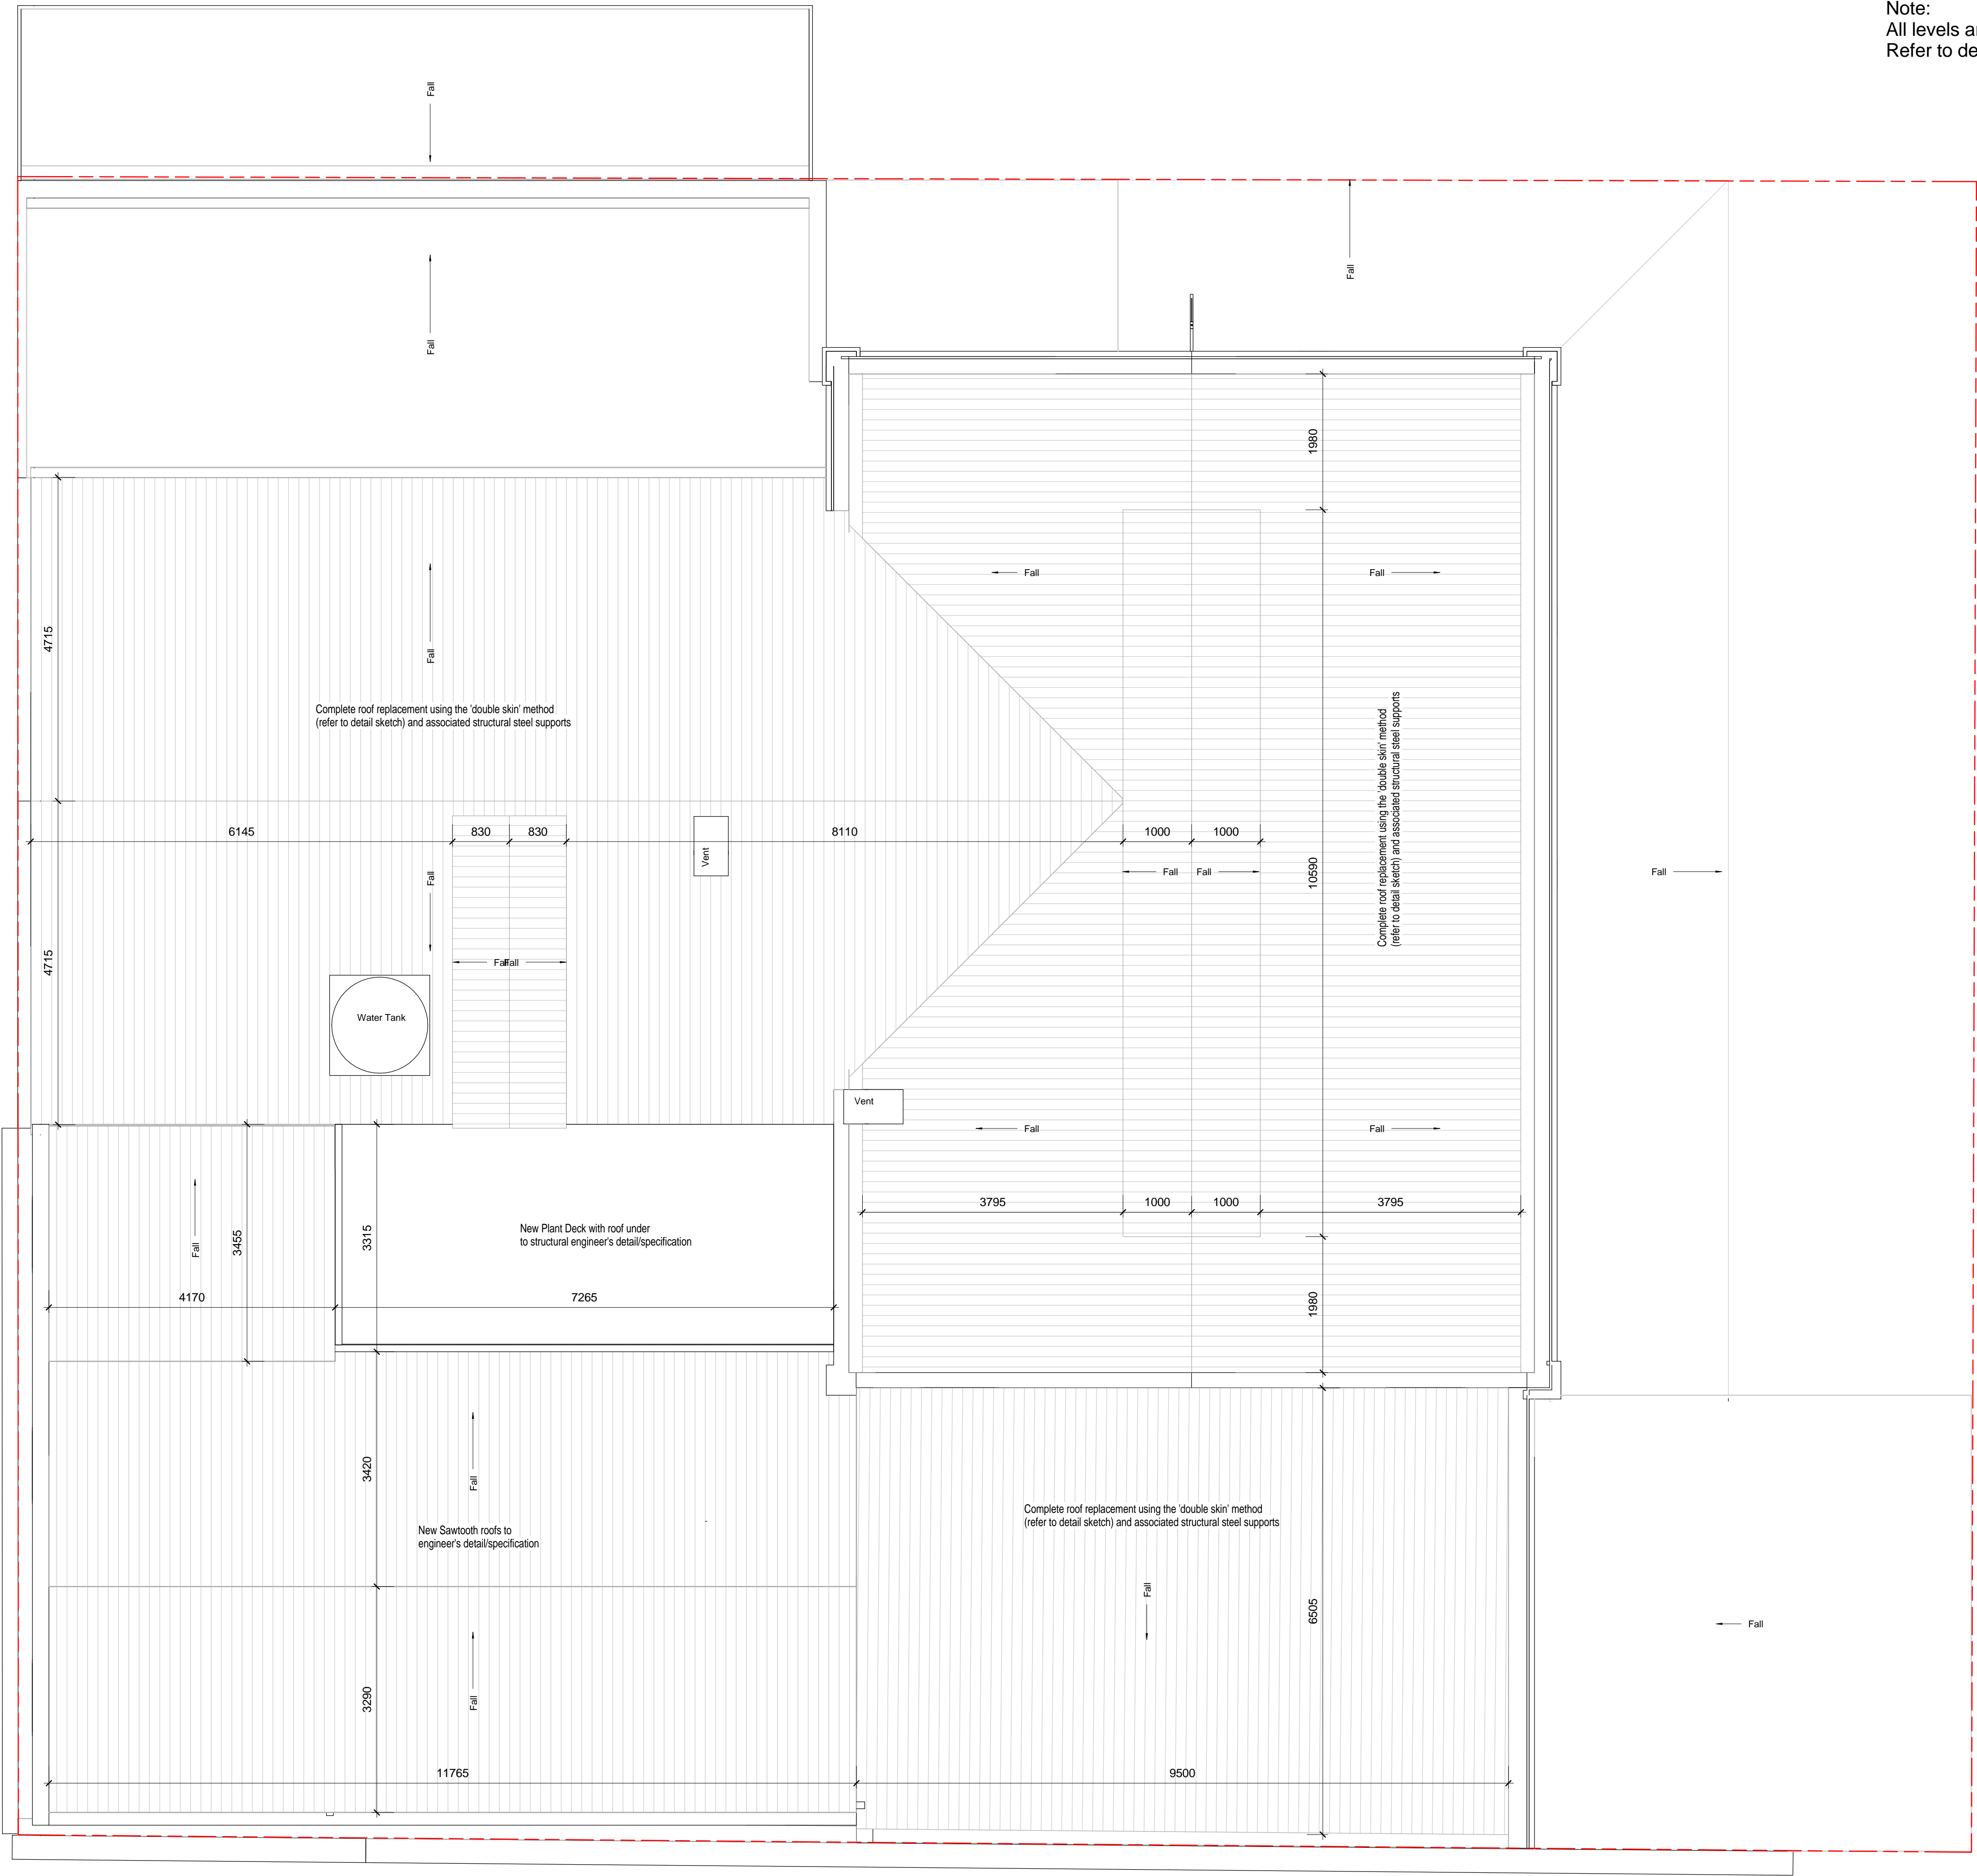 Note:
All levels a
Refer to de
Fall
Fall
Fall
1980
Fall
Fall
Fall
4715
Fall
Complete roof replacement using the 'double skin' method
(refer to detail sketch) and associated structural steel supports
Complete roof replacement using the 'double skin' method
(refer to detail sketch) and associated structural steel supports
6145
830
830
8110
1000
1000
Vent
Fall
Fall
Fall
10590
Fall
4715
Fall
Fall
Water Tank
Vent
Fall
Fall
3795
1000
1000
3795
Fall
3455
3315
New Plant Deck with roof under
to structural engineer's detail/specification
4170
7265
1980
3420
Fall
New Sawtooth roofs to
engineer's detail/specification
Complete roof replacement using the 'double skin' method
(refer to detail sketch) and associated structural steel supports
Fall
6505
Fall
3290
Fall
11765
9500